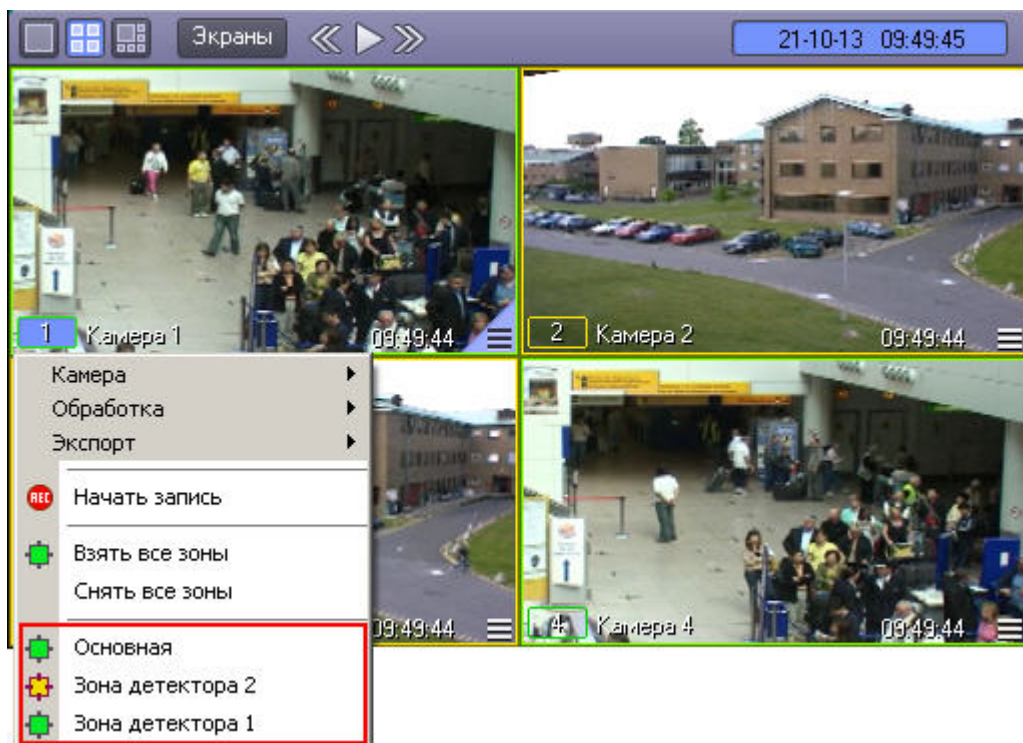 Экраны
21-10-13 09:49:45
1 Камера 1 09:49:44
2 Камера 2 09:49:44
Камера
Обработка
Экспорт
REC Начать запись
Взять все зоны
Снять все зоны
09:49:44
4 Камера 4 09:49:44
Основная
Зона детектора 2
Зона детектора 1